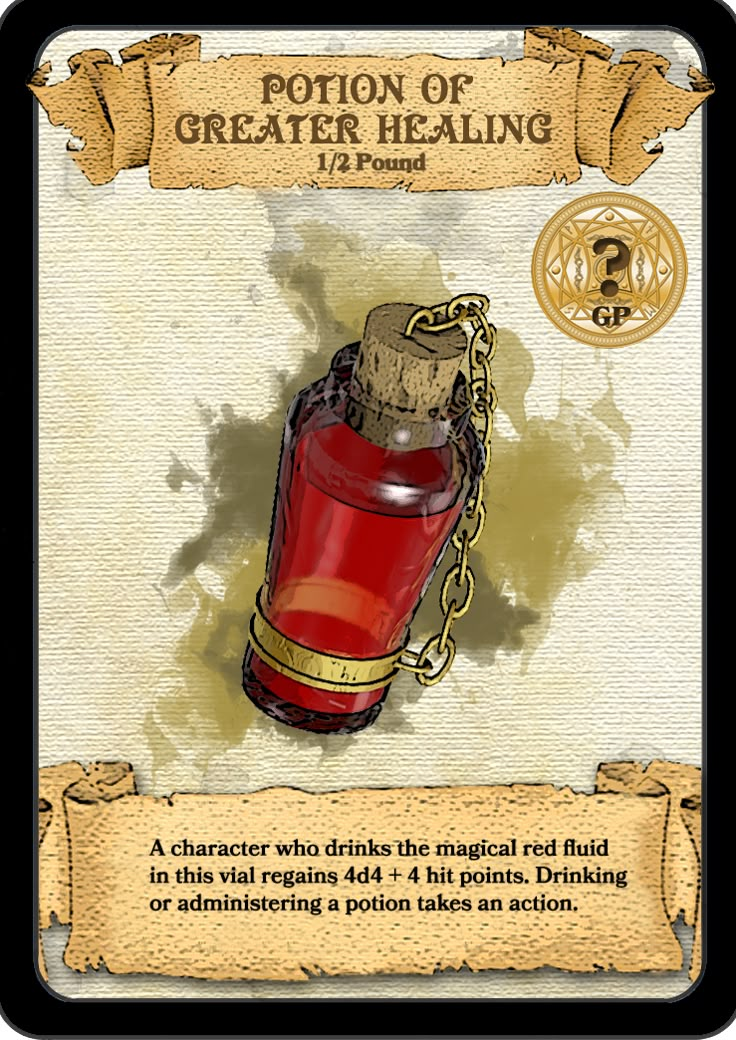 POTION OF
GREATER HEALING
1/2 Pound
?
GP
A character who drinks the magical red fluid
in this vial regains 4d4 + 4 hit points. Drinking
or administering a potion takes an action.